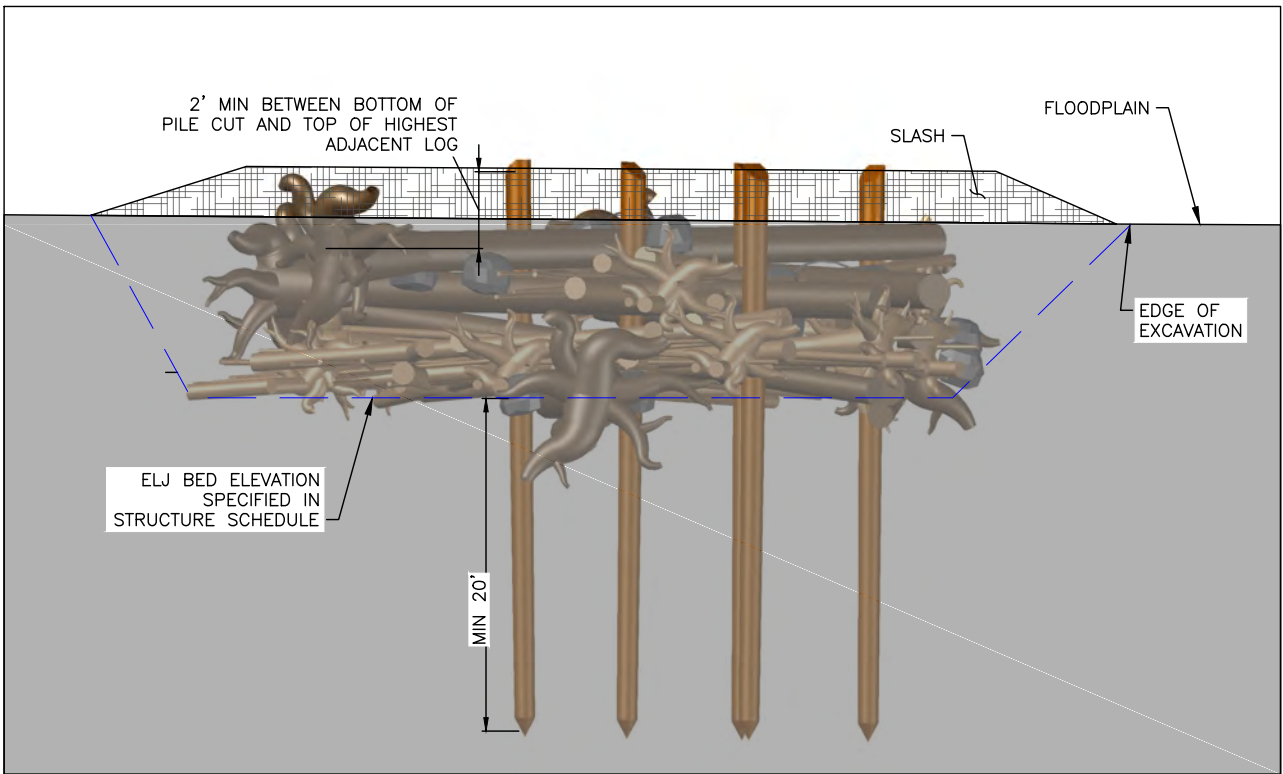 2' MIN BETWEEN BOTTOM OF
PILE CUT AND TOP OF HIGHEST
ADJACENT LOG
SLASH
FLOODPLAIN
EDGE OF
EXCAVATION
ELJ BED ELEVATION
SPECIFIED IN
STRUCTURE SCHEDULE
MIN 20'